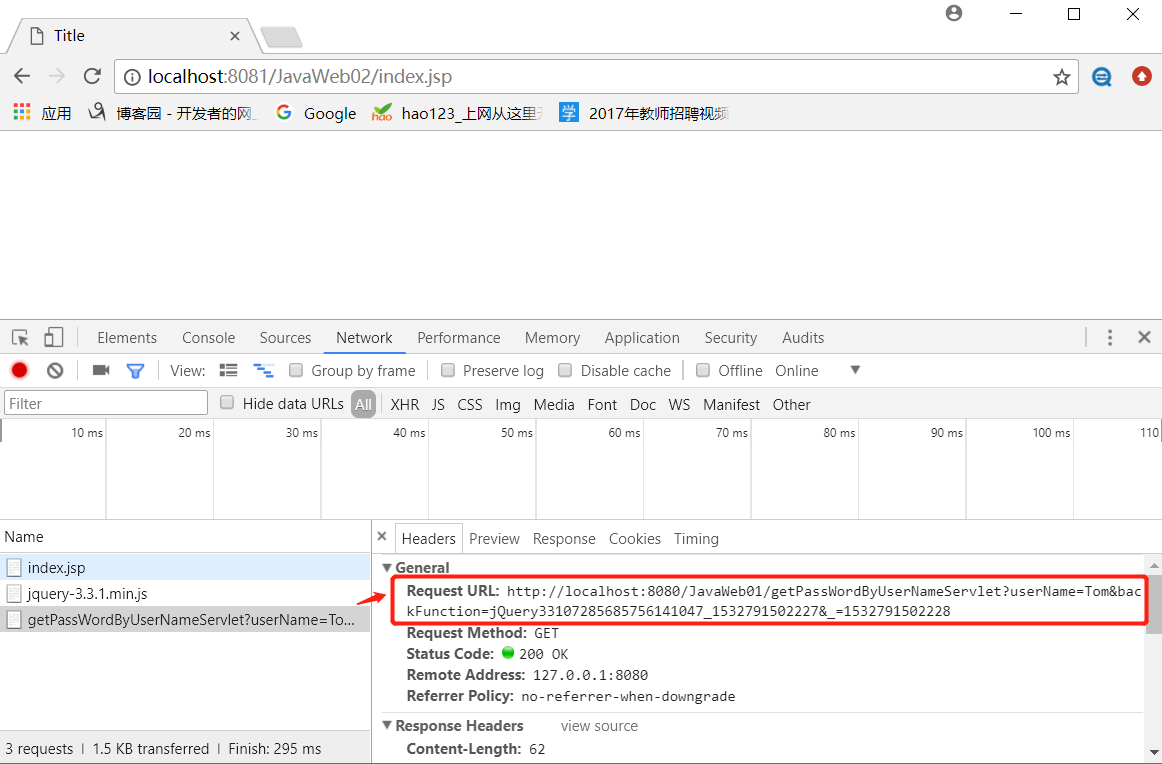 Title
localhost:8081/JavaWeb02/index.jsp
应用 博客园 - 开发者的网 Google hao hao123_上网从这里 学 2017年教师招聘视频
Elements Console Sources Network Performance Memory Application Security Audits
View: Group by frame Preserve log Disable cache Offline Online
Filter Hide data URLs All XHR JS CSS Img Media Font Doc WS Manifest Other
10 ms 20 ms 30 ms 40 ms 50 ms 60 ms 70 ms 80 ms 90 ms 100 ms 110
Name
index.jsp
jquery-3.3.1.min.js
getPassWordByUserNameServlet?userName=To...
3 requests | 1.5 KB transferred | Finish: 295 ms
Headers Preview Response Cookies Timing
General
Request URL: http://localhost:8080/JavaWeb01/getPassWordByUserNameServlet?userName=Tom&bac
kFunction=jQuery33107285685756141047_1532791502227&_=1532791502228
Request Method: GET
Status Code: 200 OK
Remote Address: 127.0.0.1:8080
Referrer Policy: no-referrer-when-downgrade
Response Headers view source
Content-Length: 62